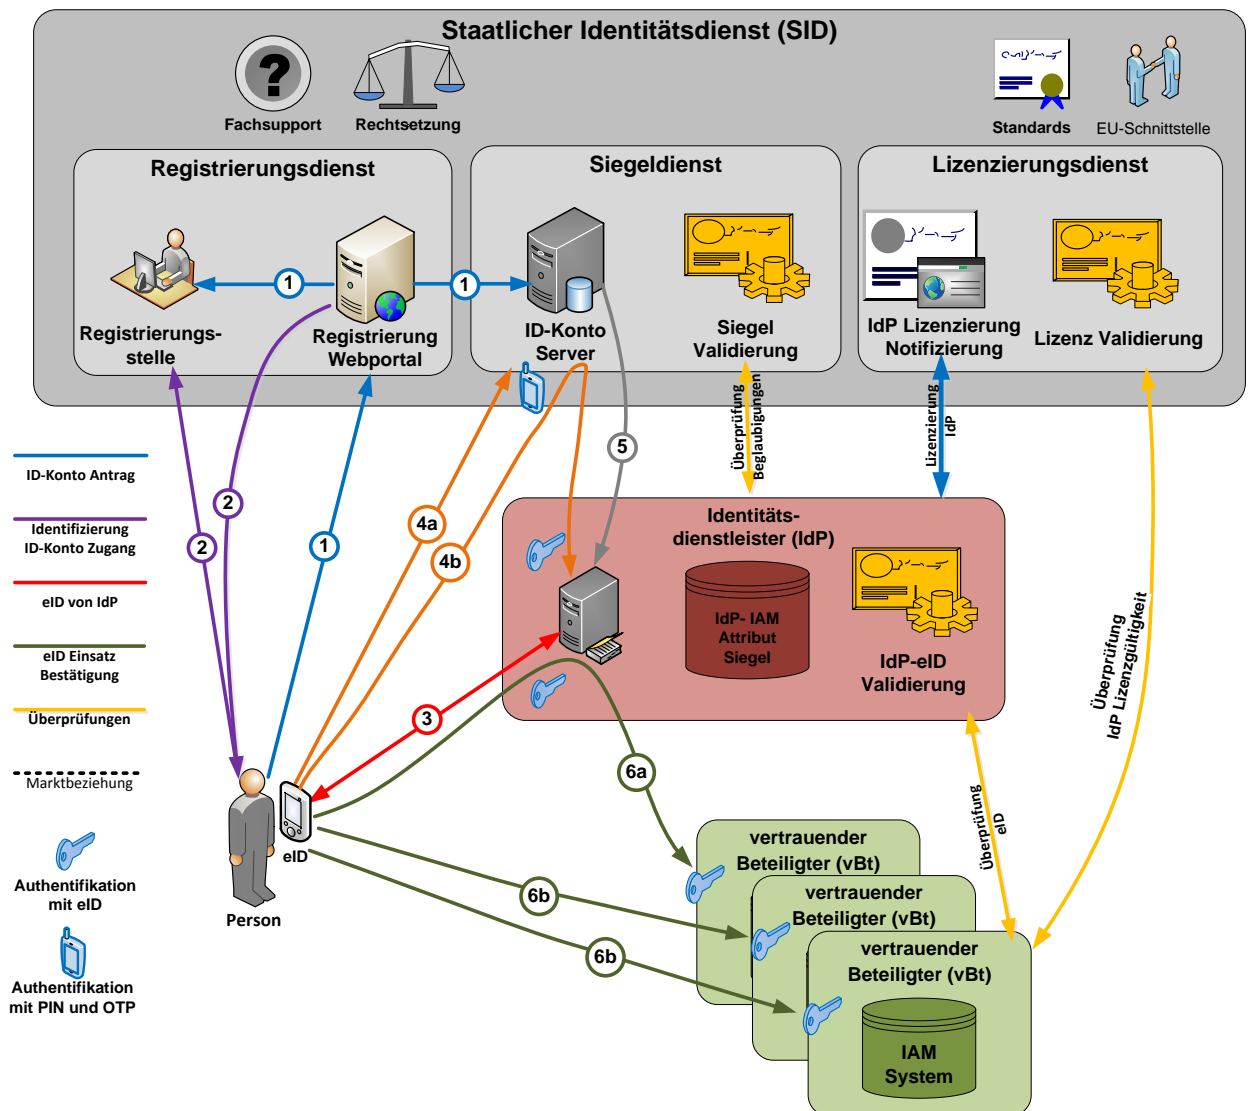 Staatlicher Identitätsdienst (SID)
Fachsupport
Rechtsetzung
Standards
EU-Schnittstelle
Registrierungsdienst
Siegeldienst
Lizenzierungsdienst
1
1
Registrierungs-
stelle
Registrierung
Webportal
ID-Konto
Server
Siegel
Validierung
IdP Lizenzierung
Notifizierung
Lizenz Validierung
Überprüfung
Beglaubigungen
Lizenzierung
IdP
5
ID-Konto Antrag
Identifizierung
ID-Konto Zugang
eID von IdP
eID Einsatz
Bestätigung
Überprüfungen
Marktbeziehung
Authentifikation
mit eID
Authentifikation
mit PIN und OTP
2
2
1
4a
4b
3
Identitäts-
dienstleister (IdP)
IdP- IAM
Attribut
Siegel
IdP-eID
Validierung
Überprüfung
IdP Lizenzgültigkeit
Überprüfung
eID
eID
Person
6a
6b
6b
vertrauender
Beteiligter (vBt)
vertrauender
Beteiligter (vBt)
vertrauender
Beteiligter (vBt)
IAM
System